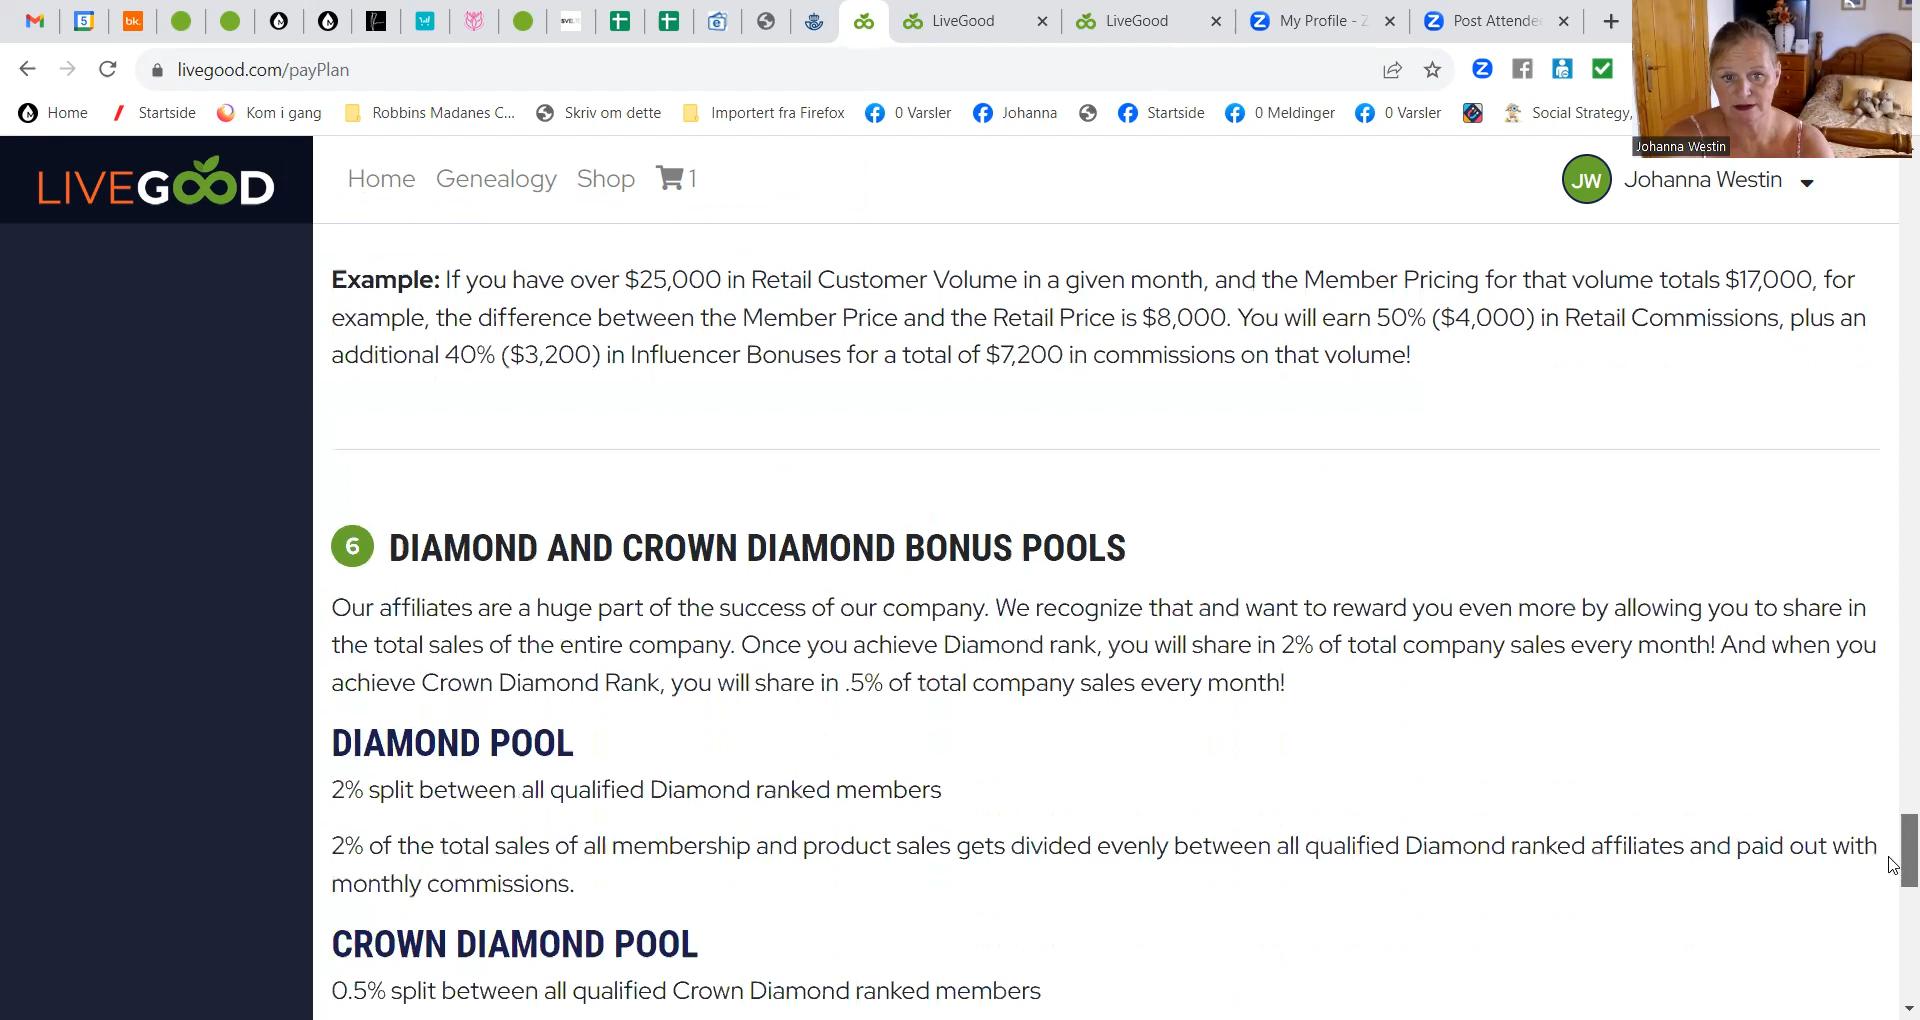 5
bk.
SVEL
LiveGood
LiveGood
My Profile - Z
Post Attendee
livegood.com/payPlan
Home
Startside
Kom i gang
Robbins Madanes C...
Skriv om dette
Importert fra Firefox
0 Varsler
Johanna
Startside
0 Meldinger
0 Varsler
Social Strategy,
Johanna Westin
LIVEGOOD
Home
Genealogy
Shop
1
JW
Johanna Westin
Example: If you have over $25,000 in Retail Customer Volume in a given month, and the Member Pricing for that volume totals $17,000, for
example, the difference between the Member Price and the Retail Price is $8,000. You will earn 50% ($4,000) in Retail Commissions, plus an
additional 40% ($3,200) in Influencer Bonuses for a total of $7,200 in commissions on that volume!
6 DIAMOND AND CROWN DIAMOND BONUS POOLS
Our affiliates are a huge part of the success of our company. We recognize that and want to reward you even more by allowing you to share in
the total sales of the entire company. Once you achieve Diamond rank, you will share in 2% of total company sales every month! And when you
achieve Crown Diamond Rank, you will share in .5% of total company sales every month!
DIAMOND POOL
2% split between all qualified Diamond ranked members
2% of the total sales of all membership and product sales gets divided evenly between all qualified Diamond ranked affiliates and paid out with
monthly commissions.
CROWN DIAMOND POOL
0.5% split between all qualified Crown Diamond ranked members